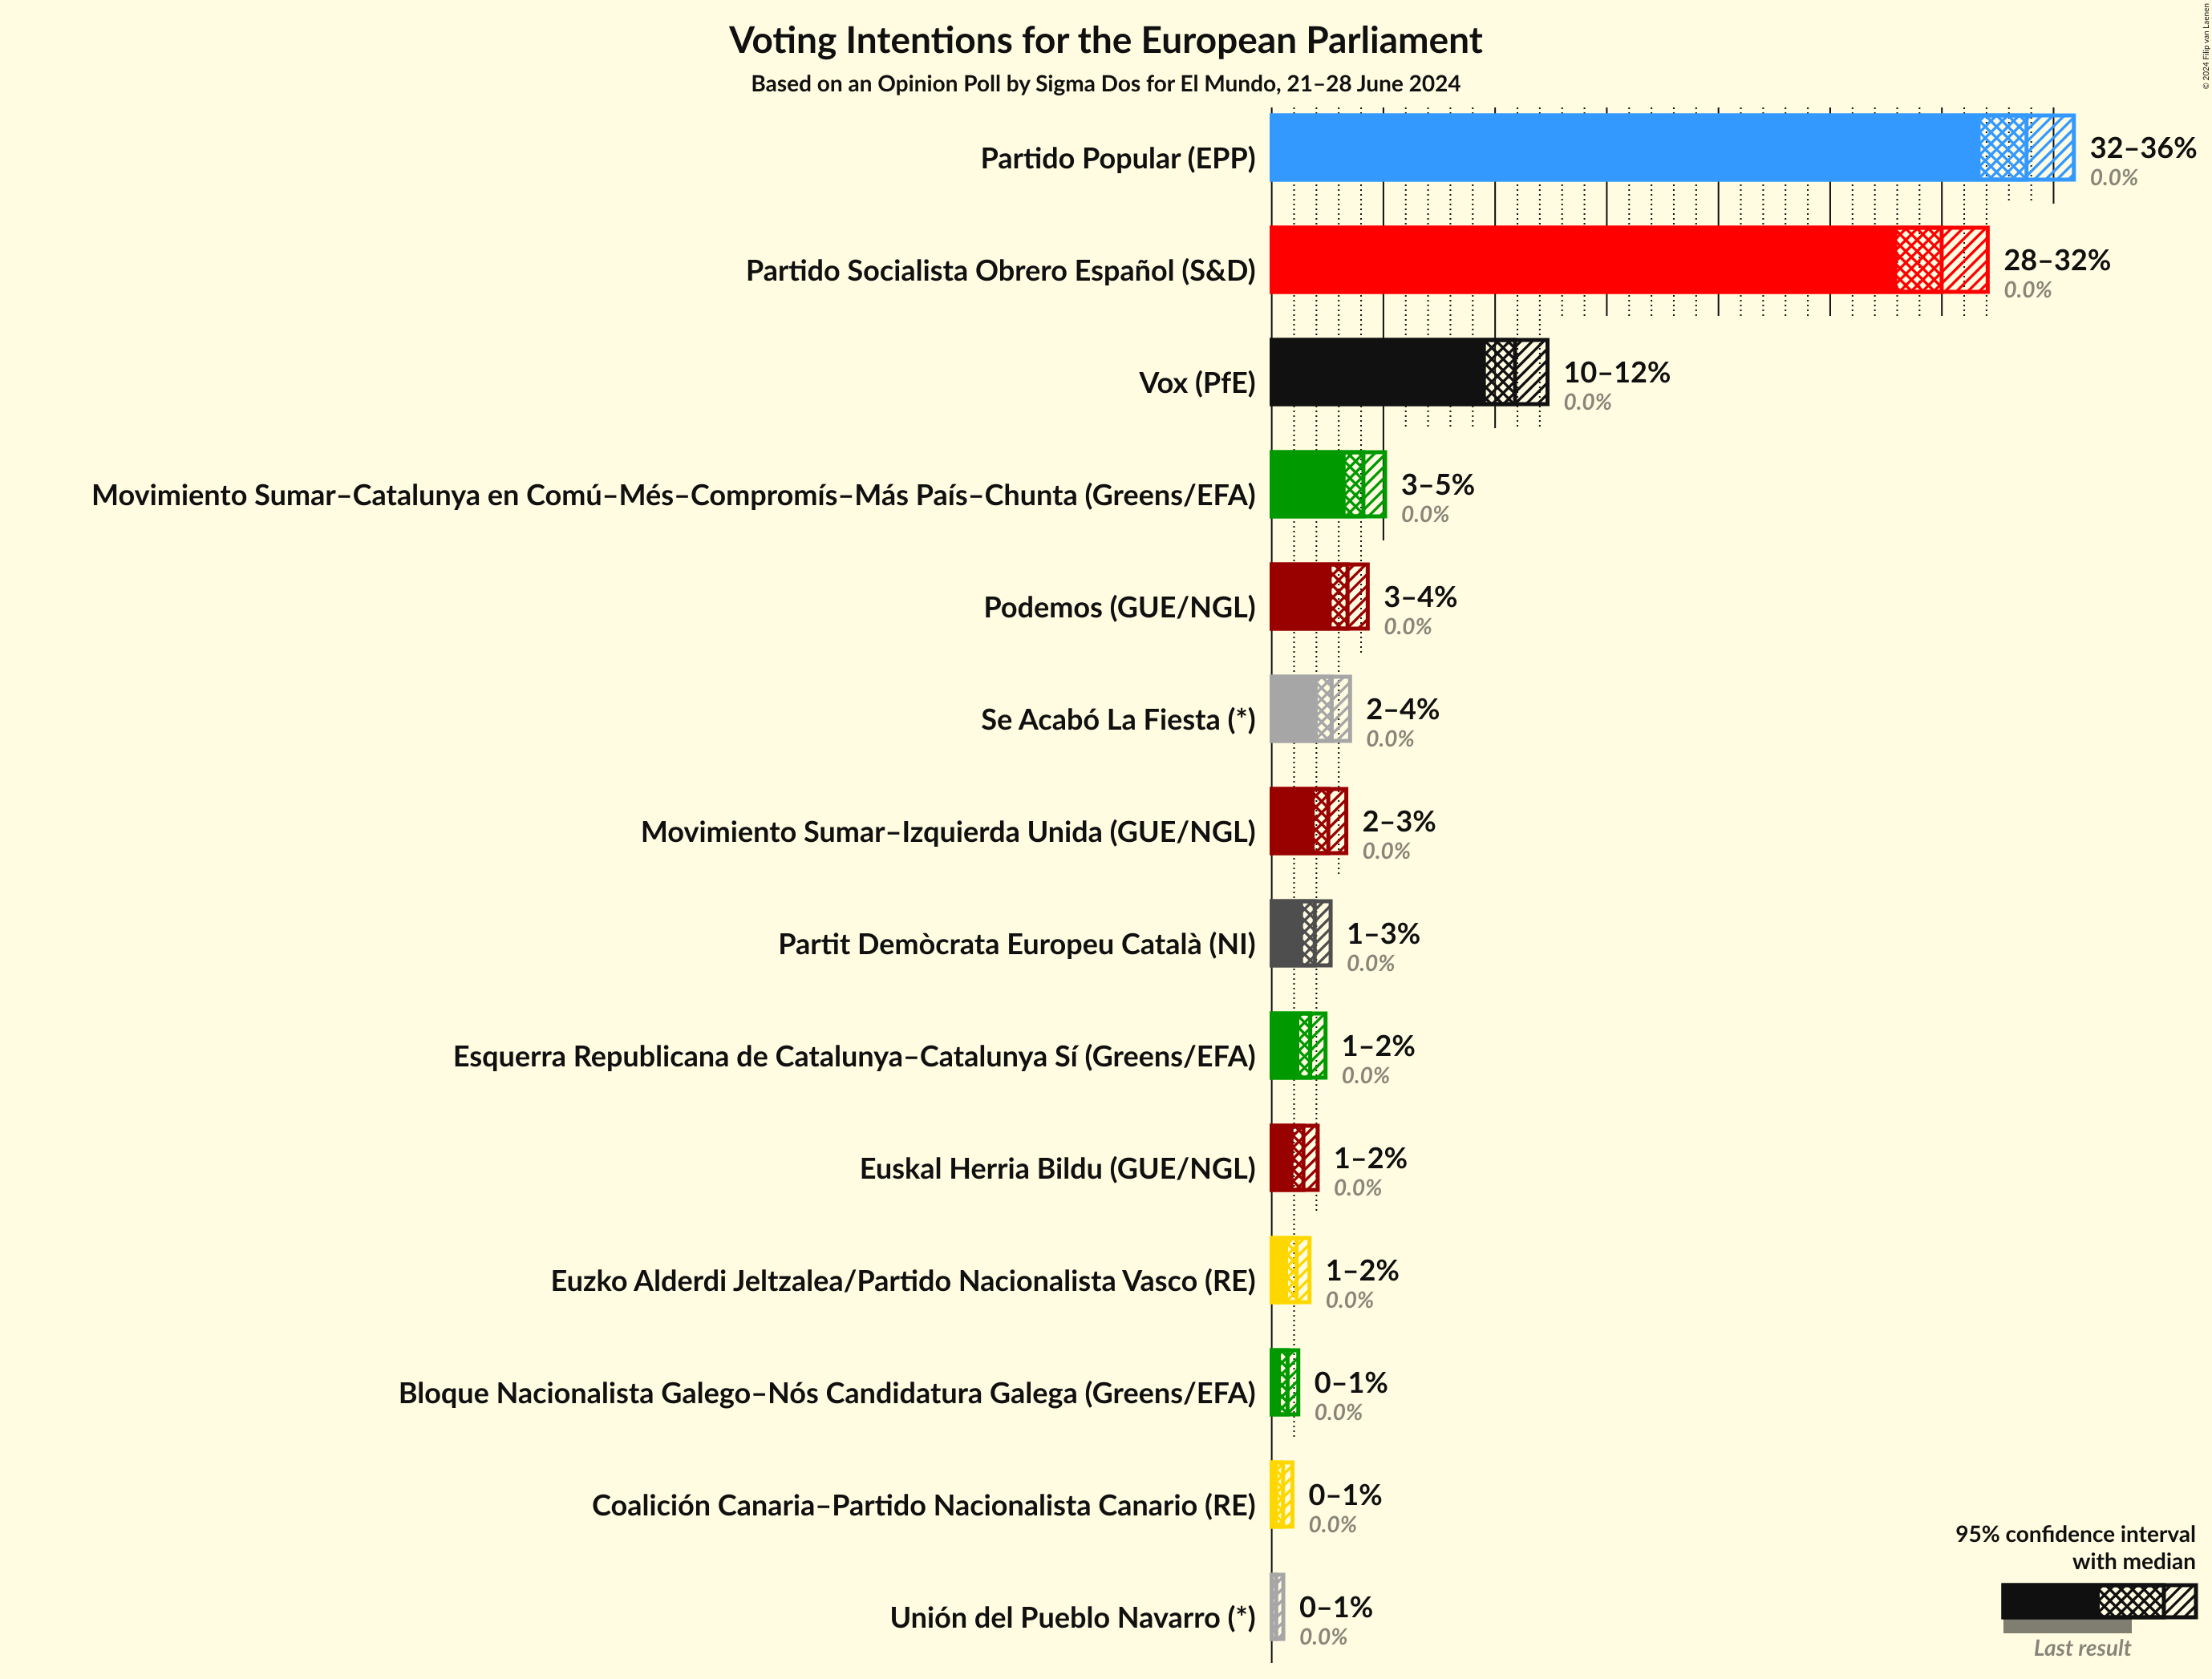 Voting Intentions for the European Parliament
Based on an Opinion Poll by Sigma Dos for El Mundo, 21–28 June 2024
© 2024 Filip van Laenen
Partido Popular (EPP)
32–36%
0.0%
Partido Socialista Obrero Español (S&D)
28–32%
0.0%
Vox (PfE)
10–12%
0.0%
Movimiento Sumar–Catalunya en Comú–Més–Compromís–Más País–Chunta (Greens/EFA)
3–5%
0.0%
Podemos (GUE/NGL)
3–4%
0.0%
Se Acabó La Fiesta (*)
2–4%
0.0%
Movimiento Sumar–Izquierda Unida (GUE/NGL)
2–3%
0.0%
Partit Demòcrata Europeu Català (NI)
1–3%
0.0%
Esquerra Republicana de Catalunya–Catalunya Sí (Greens/EFA)
1–2%
0.0%
Euskal Herria Bildu (GUE/NGL)
1–2%
0.0%
Euzko Alderdi Jeltzalea/Partido Nacionalista Vasco (RE)
1–2%
0.0%
Bloque Nacionalista Galego–Nós Candidatura Galega (Greens/EFA)
0–1%
0.0%
Coalición Canaria–Partido Nacionalista Canario (RE)
0–1%
0.0%
Unión del Pueblo Navarro (*)
0–1%
0.0%
95% confidence interval
with median
Last result